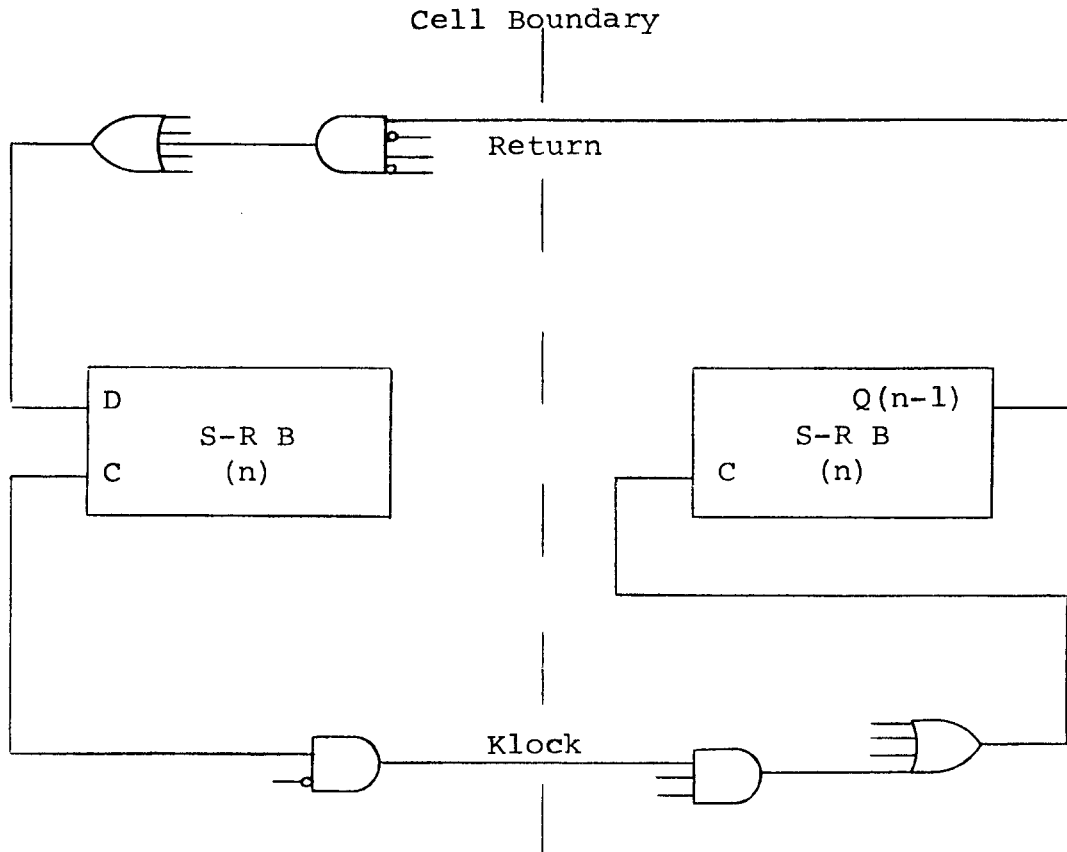 Cell Boundary
Return
D
S-R B
C
(n)
Q(n-1)
S-R B
C
(n)
Klock